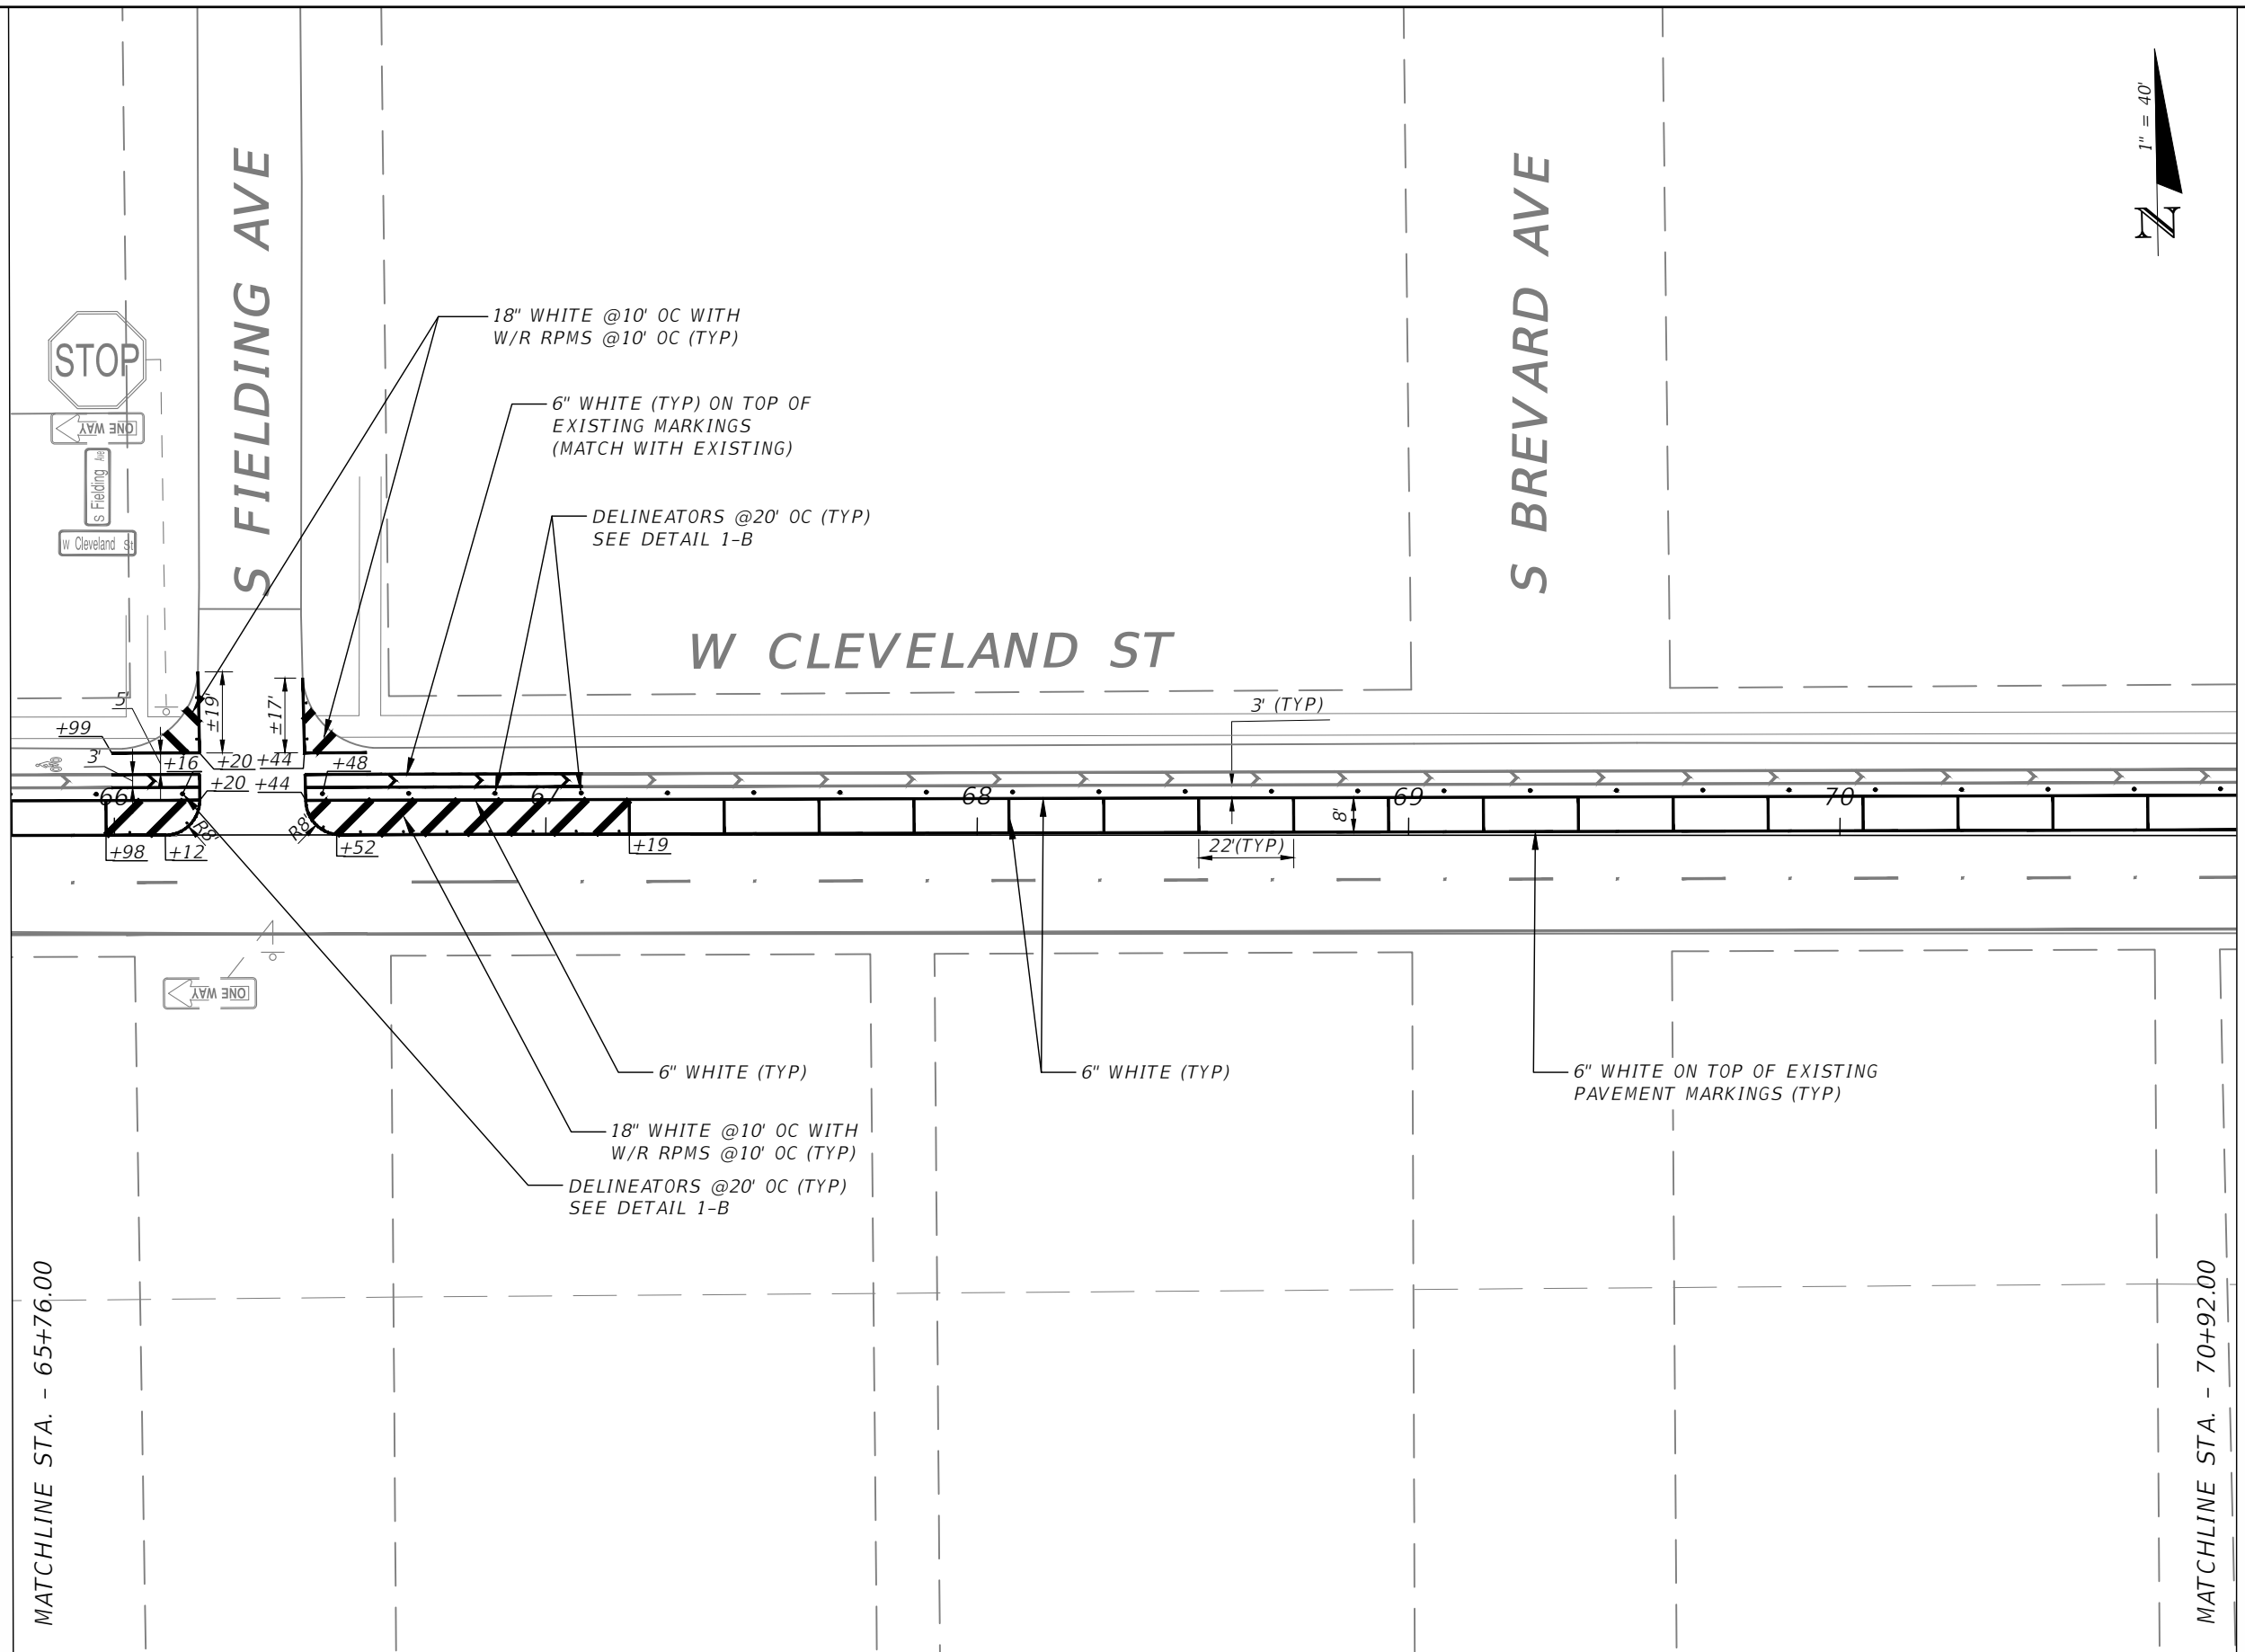 S FIELDING AVE
S BREVARD AVE
1" = 40'
N
STOP
ONE WAY
S Fielding Ave
W Cleveland St
18" WHITE @10' OC WITH
W/R RPMS @10' OC (TYP)
6" WHITE (TYP) ON TOP OF
EXISTING MARKINGS
(MATCH WITH EXISTING)
DELINEATORS @20' OC (TYP)
SEE DETAIL 1-B
W CLEVELAND ST
5'
±19'
±17'
3' (TYP)
+99
3'
+16
+20
+44
+48
+20
+44
66
68
69
70
8'
R8'
R8'
+98
+12
+52
+19
22'(TYP)
ONE WAY
6" WHITE (TYP)
6" WHITE (TYP)
6" WHITE ON TOP OF EXISTING
PAVEMENT MARKINGS (TYP)
18" WHITE @10' OC WITH
W/R RPMS @10' OC (TYP)
DELINEATORS @20' OC (TYP)
SEE DETAIL 1-B
MATCHLINE STA. - 65+76.00
MATCHLINE STA. - 70+92.00